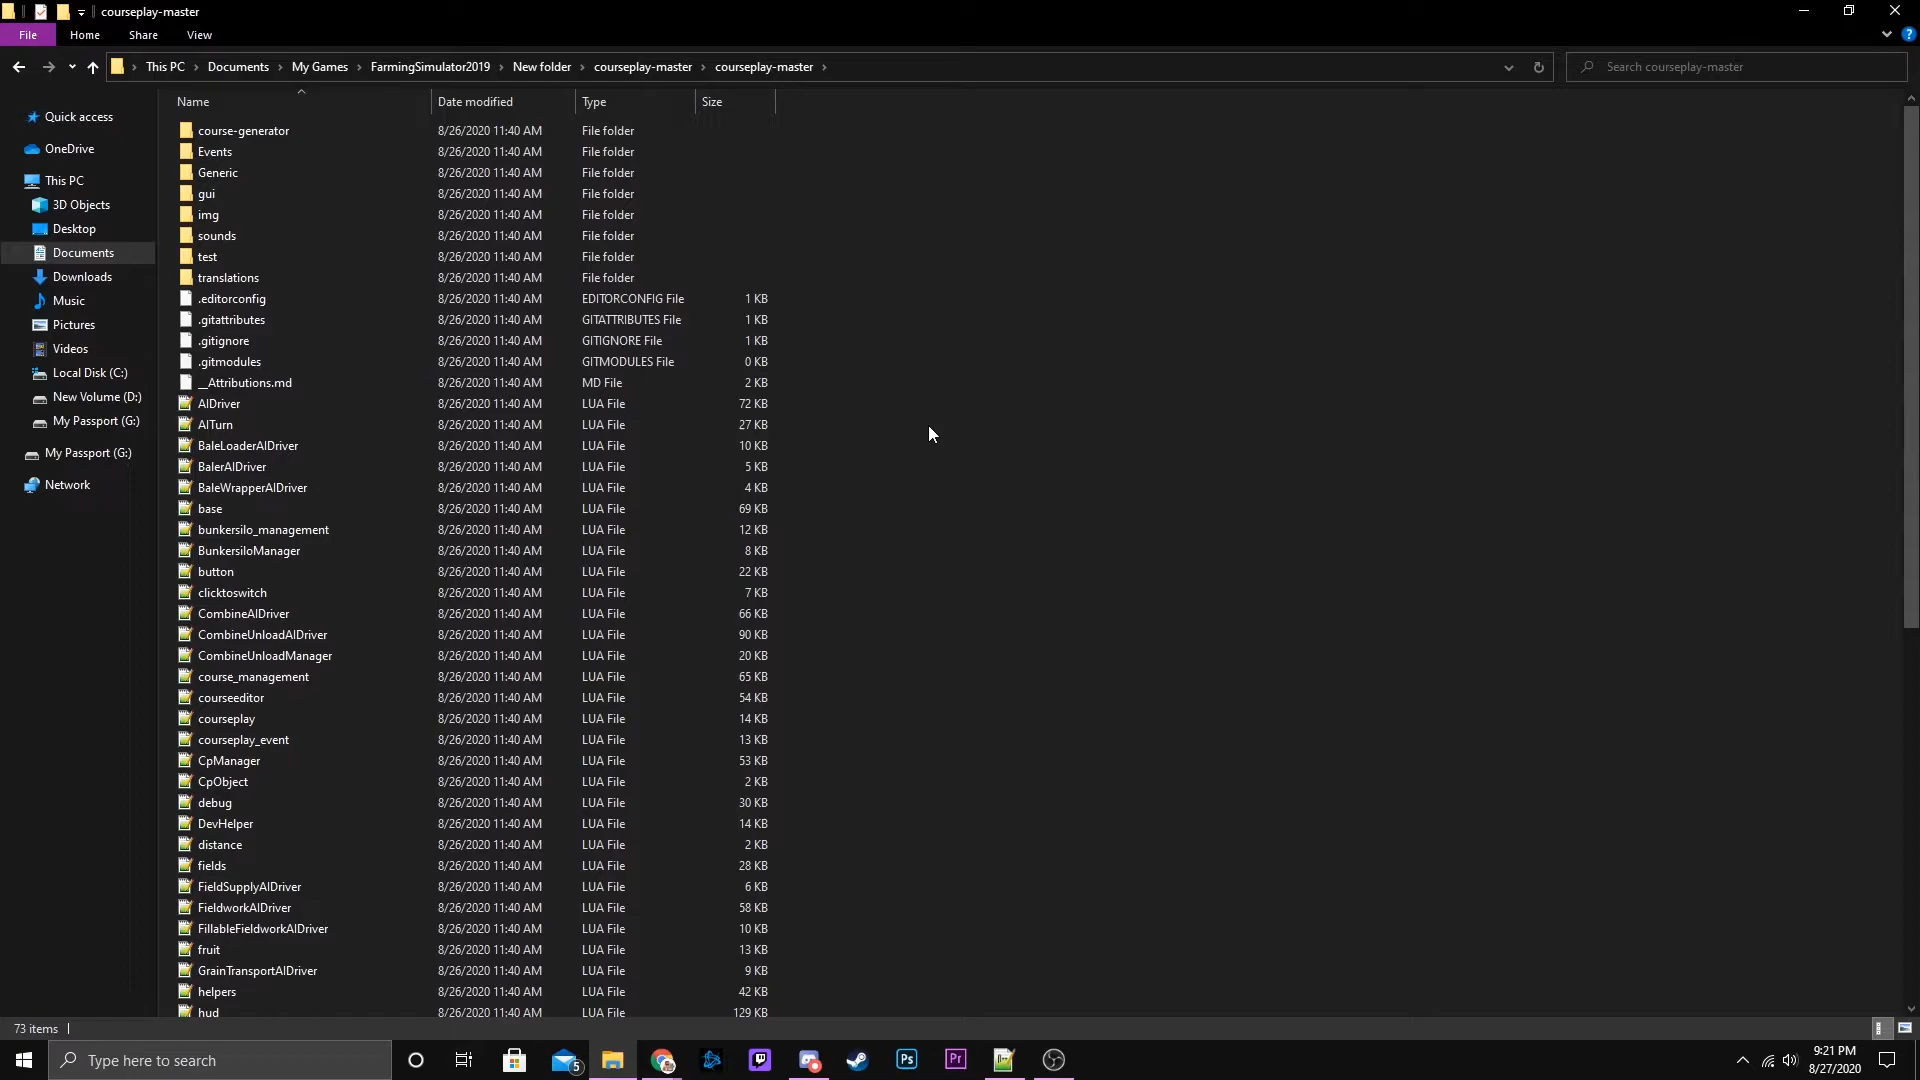 courseplay-master
File Home Share View
This PC Documents My Games FarmingSimulator2019 New folder courseplay-master courseplay-master
Search courseplay-master
Quick access
OneDrive
This PC
3D Objects
Desktop
Documents
Downloads
Music
Pictures
Videos
Local Disk (C:)
New Volume (D:)
My Passport (G:)
My Passport (G:)
Network
Name Date modified Type Size
course-generator 8/26/2020 11:40 AM File folder
Events 8/26/2020 11:40 AM File folder
Generic 8/26/2020 11:40 AM File folder
gui 8/26/2020 11:40 AM File folder
img 8/26/2020 11:40 AM File folder
sounds 8/26/2020 11:40 AM File folder
test 8/26/2020 11:40 AM File folder
translations 8/26/2020 11:40 AM File folder
.editorconfig 8/26/2020 11:40 AM EDITORCONFIG File 1 KB
.gitattributes 8/26/2020 11:40 AM GITATTRIBUTES File 1 KB
.gitignore 8/26/2020 11:40 AM GITIGNORE File 1 KB
.gitmodules 8/26/2020 11:40 AM GITMODULES File 0 KB
__Attributions.md 8/26/2020 11:40 AM MD File 2 KB
AIDriver 8/26/2020 11:40 AM LUA File 72 KB
AITurn 8/26/2020 11:40 AM LUA File 27 KB
BaleLoaderAIDriver 8/26/2020 11:40 AM LUA File 10 KB
BalerAIDriver 8/26/2020 11:40 AM LUA File 5 KB
BaleWrapperAIDriver 8/26/2020 11:40 AM LUA File 4 KB
base 8/26/2020 11:40 AM LUA File 69 KB
bunkersilo_management 8/26/2020 11:40 AM LUA File 12 KB
BunkersiloManager 8/26/2020 11:40 AM LUA File 8 KB
button 8/26/2020 11:40 AM LUA File 22 KB
clicktoswitch 8/26/2020 11:40 AM LUA File 7 KB
CombineAIDriver 8/26/2020 11:40 AM LUA File 66 KB
CombineUnloadAIDriver 8/26/2020 11:40 AM LUA File 90 KB
CombineUnloadManager 8/26/2020 11:40 AM LUA File 20 KB
course_management 8/26/2020 11:40 AM LUA File 65 KB
courseeditor 8/26/2020 11:40 AM LUA File 54 KB
courseplay 8/26/2020 11:40 AM LUA File 14 KB
courseplay_event 8/26/2020 11:40 AM LUA File 13 KB
CpManager 8/26/2020 11:40 AM LUA File 53 KB
CpObject 8/26/2020 11:40 AM LUA File 2 KB
debug 8/26/2020 11:40 AM LUA File 30 KB
DevHelper 8/26/2020 11:40 AM LUA File 14 KB
distance 8/26/2020 11:40 AM LUA File 2 KB
fields 8/26/2020 11:40 AM LUA File 28 KB
FieldSupplyAIDriver 8/26/2020 11:40 AM LUA File 6 KB
FieldworkAIDriver 8/26/2020 11:40 AM LUA File 58 KB
FillableFieldworkAIDriver 8/26/2020 11:40 AM LUA File 10 KB
fruit 8/26/2020 11:40 AM LUA File 13 KB
GrainTransportAIDriver 8/26/2020 11:40 AM LUA File 9 KB
helpers 8/26/2020 11:40 AM LUA File 42 KB
hud 8/26/2020 11:40 AM LUA File 129 KB
73 items
Type here to search
5
Ps
Pr
9:21 PM
8/27/2020